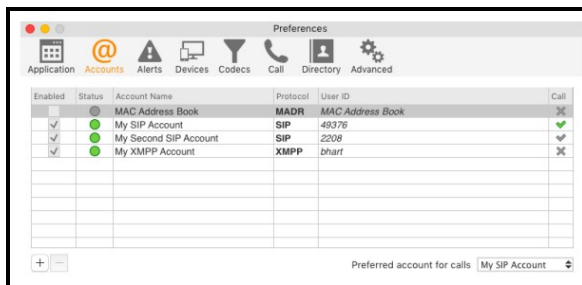 Preferences
Application Accounts Alerts Devices Codecs Call Directory Advanced
Enabled Status Account Name Protocol User ID Call
MAC Address Book MADR MAC Address Book
My SIP Account SIP 49376
My Second SIP Account SIP 2208
My XMPP Account XMPP bhart
Preferred account for calls My SIP Account